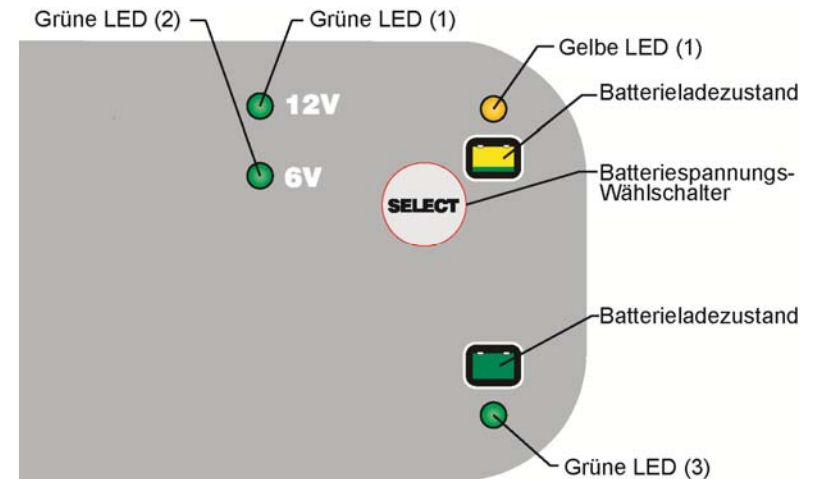 Grüne LED (2)
Grüne LED (1)
Gelbe LED (1)
12V
Batterieladezustand
6V
Batteriespannungs-
Wählschalter
SELECT
Batterieladezustand
Grüne LED (3)